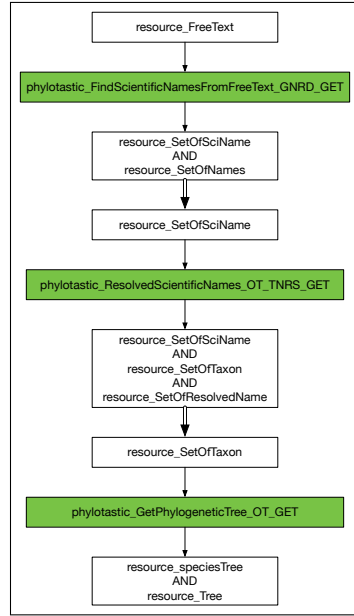 resource_FreeText
phylotastic_FindScientificNamesFromFreeText_GNRD_GET
resource_SetOfSciName
AND
resource_SetOfNames
resource_SetOfSciName
phylotastic_ResolvedScientificNames_OT_TNRS_GET
resource_SetOfSciName
AND
resource_SetOfTaxon
AND
resource_SetOfResolvedName
resource_SetOfTaxon
phylotastic_GetPhylogeneticTree_OT_GET
resource_speciesTree
AND
resource_Tree